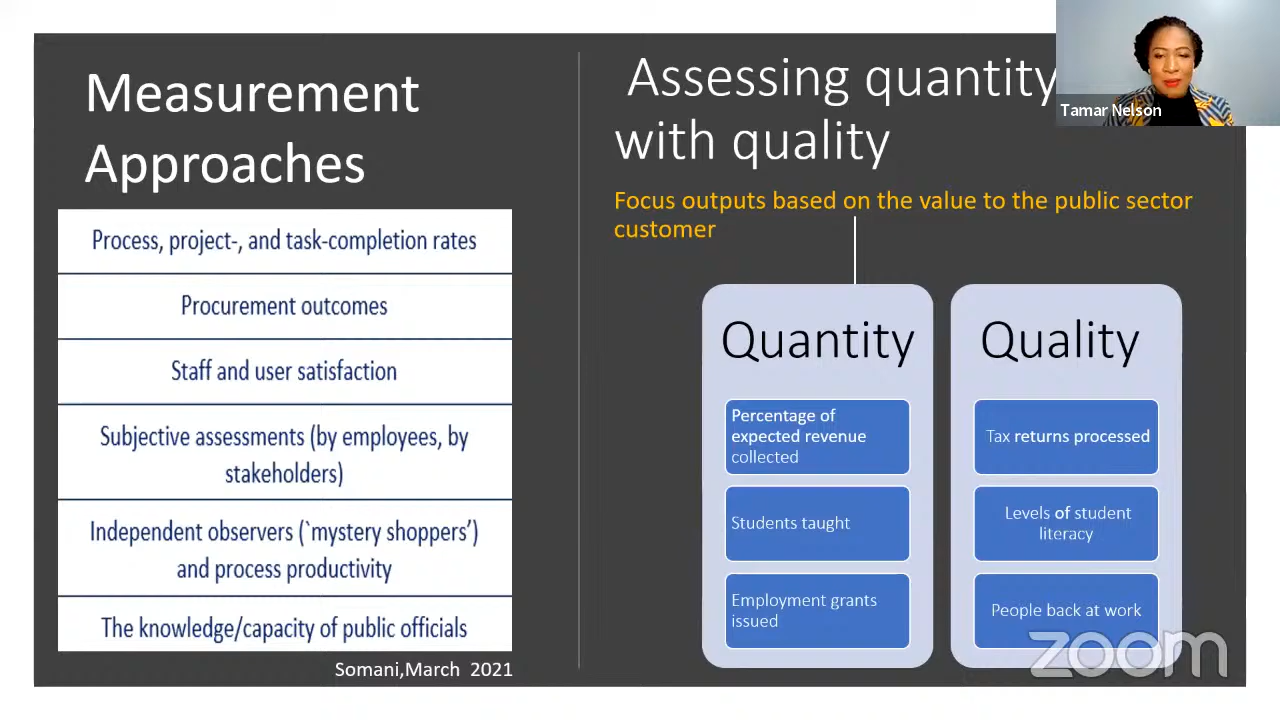 Measurement
Approaches
Process, project-, and task-completion rates
Procurement outcomes
Staff and user satisfaction
Subjective assessments (by employees, by
stakeholders)
Independent observers (`mystery shoppers’)
and process productivity
The knowledge/capacity of public officials
Somani,March 2021
Assessing quantity
with quality
Focus outputs based on the value to the public sector
customer
Quantity
Percentage of
expected revenue
collected
Students taught
Employment grants
issued
Quality
Tax returns processed
Levels of student
literacy
People back at work
Tamar Nelson
zoom